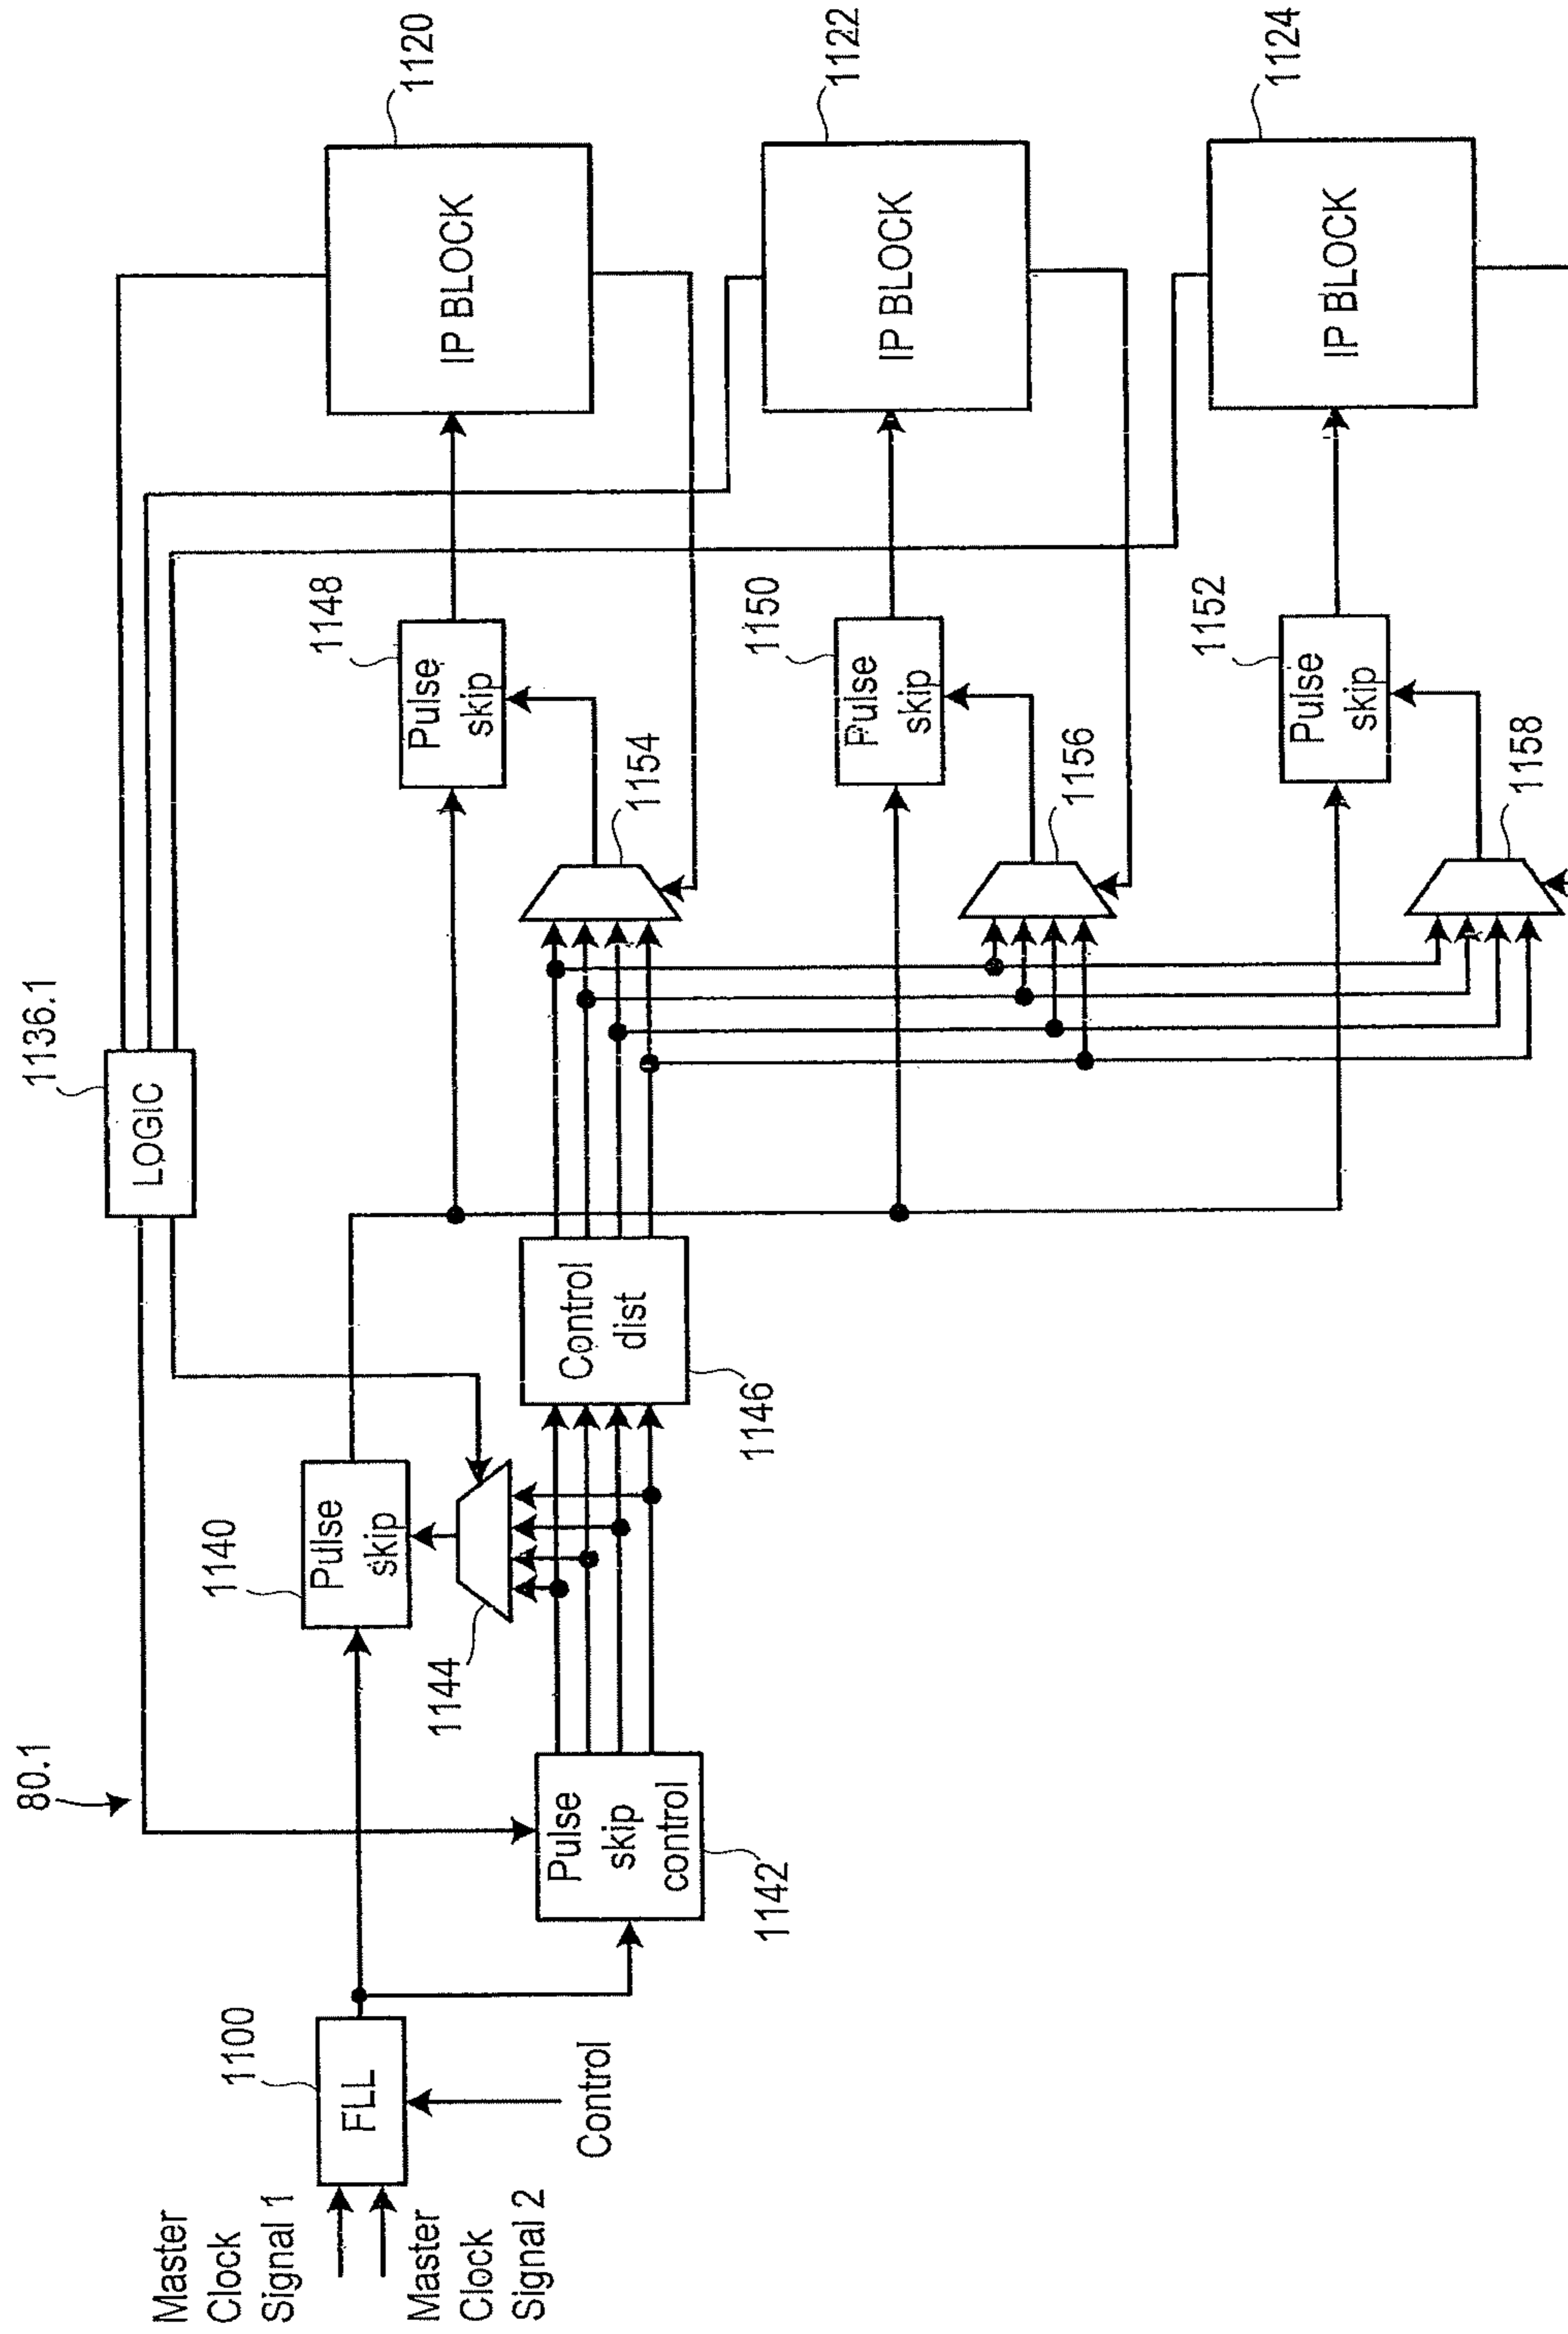 80.1
Master
Clock
Signal 1
Master
Clock
Signal 2
FLL
1100
Control
Pulse
skip
control
1142
Pulse
skip
1140
1144
Control
dist
1146
LOGIC
1136.1
Pulse
skip
1148
1154
IP BLOCK
1120
Pulse
skip
1150
1156
IP BLOCK
1122
Pulse
skip
1152
1158
IP BLOCK
1124